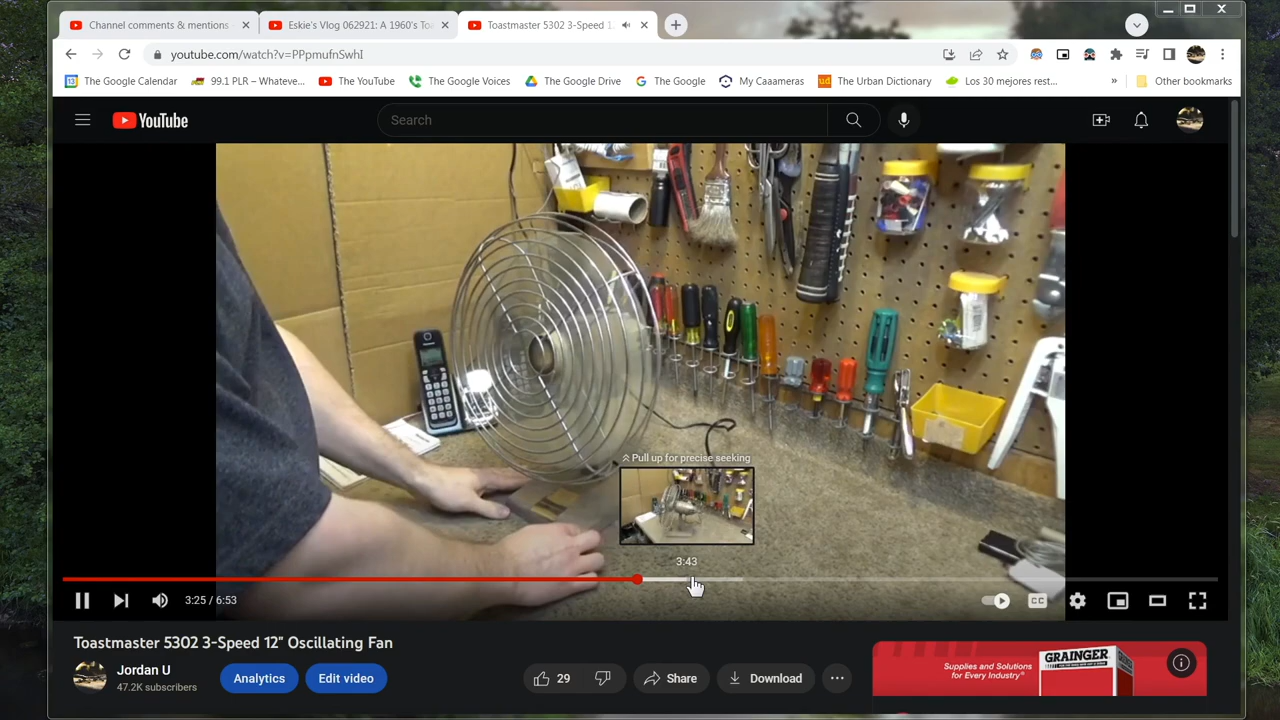 Channel comments & mentions -
Eskie's Vlog 062921: A 1960's Toa
Toastmaster 5302 3-Speed 12
youtube.com/watch?v=PPpmufnSwhI
The Google Calendar
99.1 PLR – Whateve...
The YouTube
The Google Voices
The Google Drive
The Google
My Caaameras
The Urban Dictionary
Los 30 mejores rest...
»
Other bookmarks
YouTube
Search
Pull up for precise seeking
3:43
3:25 / 6:53
CC
Toastmaster 5302 3-Speed 12" Oscillating Fan
Jordan U
47.2K subscribers
Analytics
Edit video
29
Share
Download
Supplies and Solutions
for Every Industry™
GRAINGER